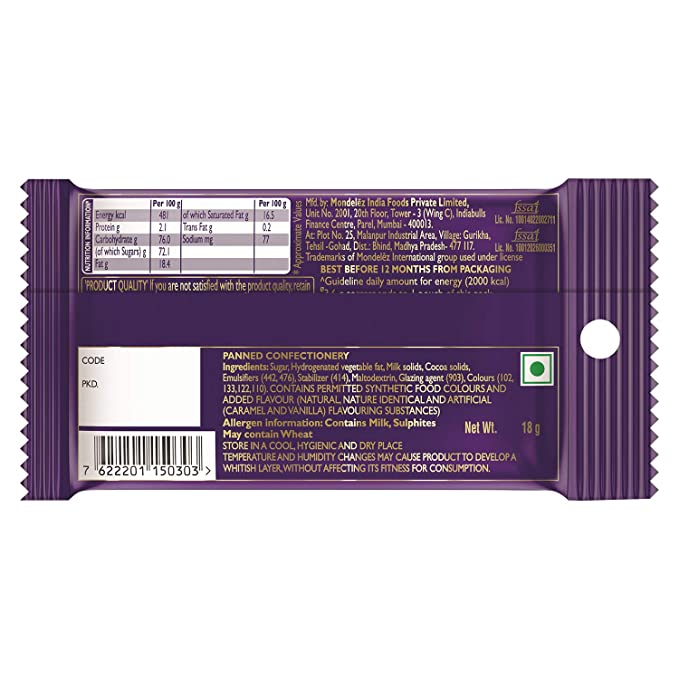 NUTRITION INFORMATION*
Per 100 g Per 100 g
Energy kcal 481 of which Saturated Fat g 16.5
Protein g 2.1 Trans Fat g 0.2
Carbohydrate g 76.0 Sodium mg 77
(of which Sugars) g 72.1
Fat g 18.4
* Approximate Values
Mfd. by: Mondelēz India Foods Private Limited,
Unit No. 2001, 20th Floor, Tower - 3 (Wing C), Indiabulls
Finance Centre, Parel, Mumbai - 400013.
At: Plot No. 25, Malanpur Industrial Area, Village: Gurikha,
Tehsil -Gohad, Dist.: Bhind, Madhya Pradesh- 477 117.
Trademarks of Mondelēz International group used under license
BEST BEFORE 12 MONTHS FROM PACKAGING
^Guideline daily amount for energy (2000 kcal)
fssai
Lic. No. 10014022002711
fssai
Lic. No. 10012026000351
'PRODUCT QUALITY' If you are not satisfied with the product quality, retain
CODE
PKD.
7 622201 150303 >
PANNED CONFECTIONERY
Ingredients: Sugar, Hydrogenated vegetable fat, Milk solids, Cocoa solids,
Emulsifiers (442, 476), Stabilizer (414), Maltodextrin, Glazing agent (903), Colours (102,
133,122,110). CONTAINS PERMITTED SYNTHETIC FOOD COLOURS AND
ADDED FLAVOUR (NATURAL, NATURE IDENTICAL AND ARTIFICIAL
(CARAMEL AND VANILLA) FLAVOURING SUBSTANCES)
Allergen information: Contains Milk, Sulphites
May contain Wheat
Net Wt. 18 g
STORE IN A COOL, HYGIENIC AND DRY PLACE
TEMPERATURE AND HUMIDITY CHANGES MAY CAUSE PRODUCT TO DEVELOP A
WHITISH LAYER, WITHOUT AFFECTING ITS FITNESS FOR CONSUMPTION.